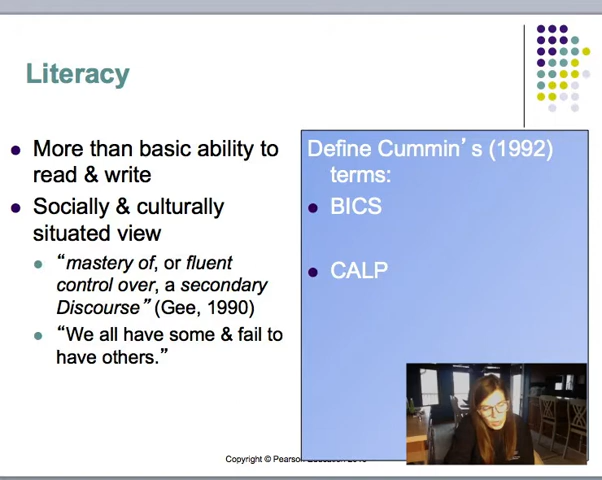 Literacy
More than basic ability to
read & write
Socially & culturally
situated view
“mastery of, or fluent
control over, a secondary
Discourse” (Gee, 1990)
“We all have some & fail to
have others.”
Define Cummin’s (1992)
terms:
BICS
CALP
Copyright © Pearson Education